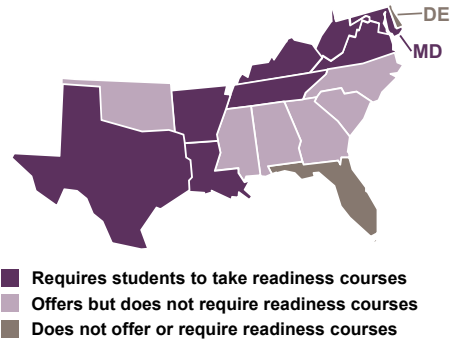 DE
MD
Requires students to take readiness courses
Offers but does not require readiness courses
Does not offer or require readiness courses